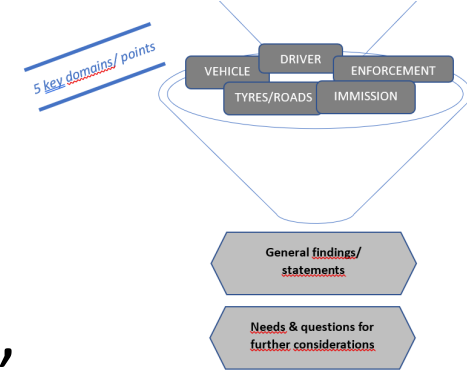 5 key domains/ points
DRIVER
VEHICLE
ENFORCEMENT
TYRES/ROADS
IMMISSION
General findings/
statements
Needs & questions for
further considerations
,